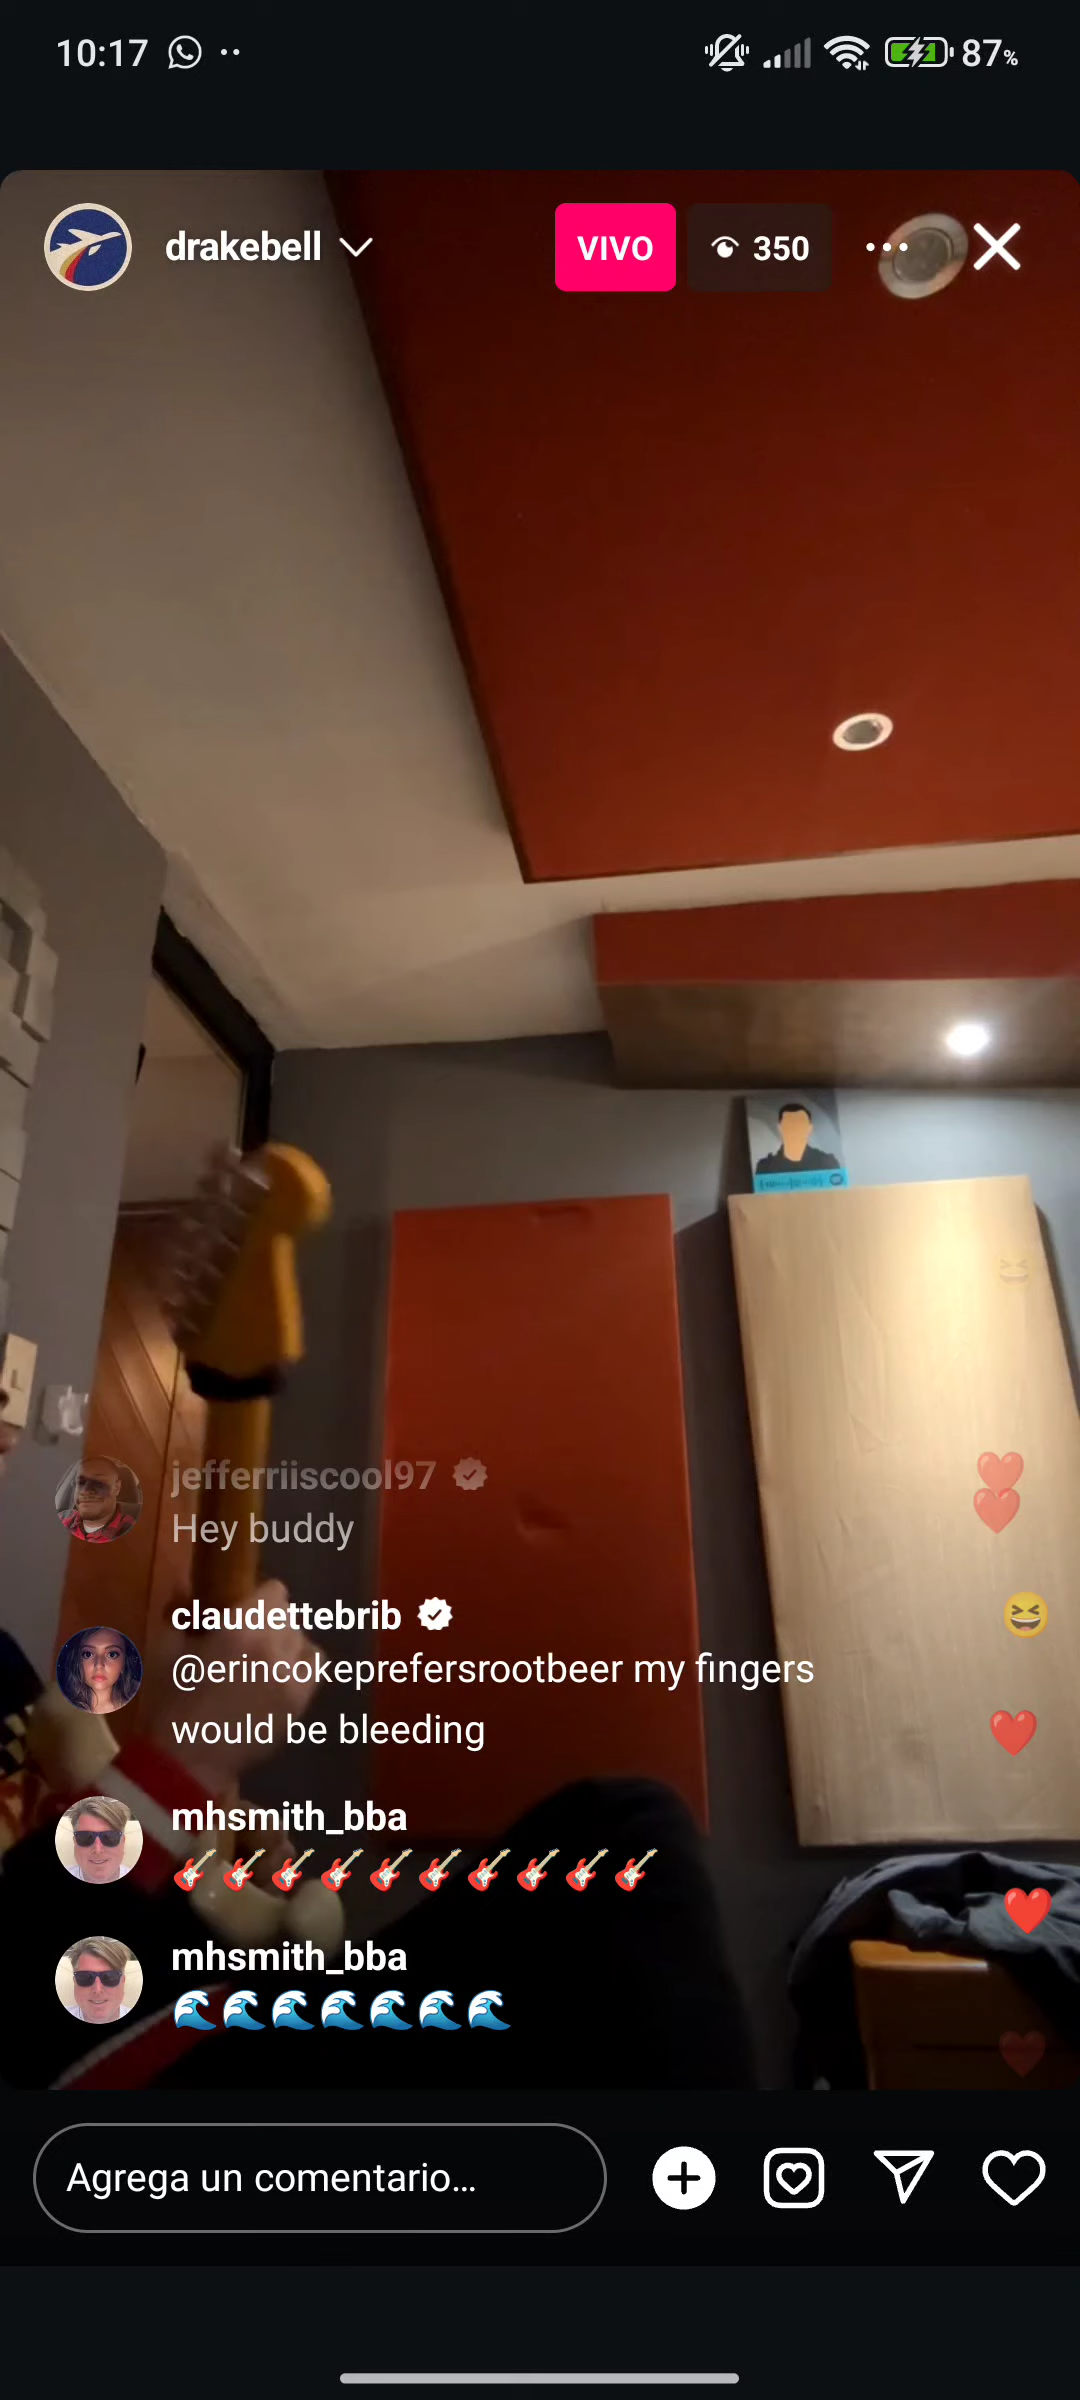 10:17
87%
drakebell
VIVO
350
jefferriiscool97
Hey buddy
claudettebrib
@erincokeprefersrootbeer my fingers
would be bleeding
mhsmith_bba
🎸🎸🎸🎸🎸🎸🎸🎸🎸🎸
mhsmith_bba
🌊🌊🌊🌊🌊🌊🌊
Agrega un comentario...